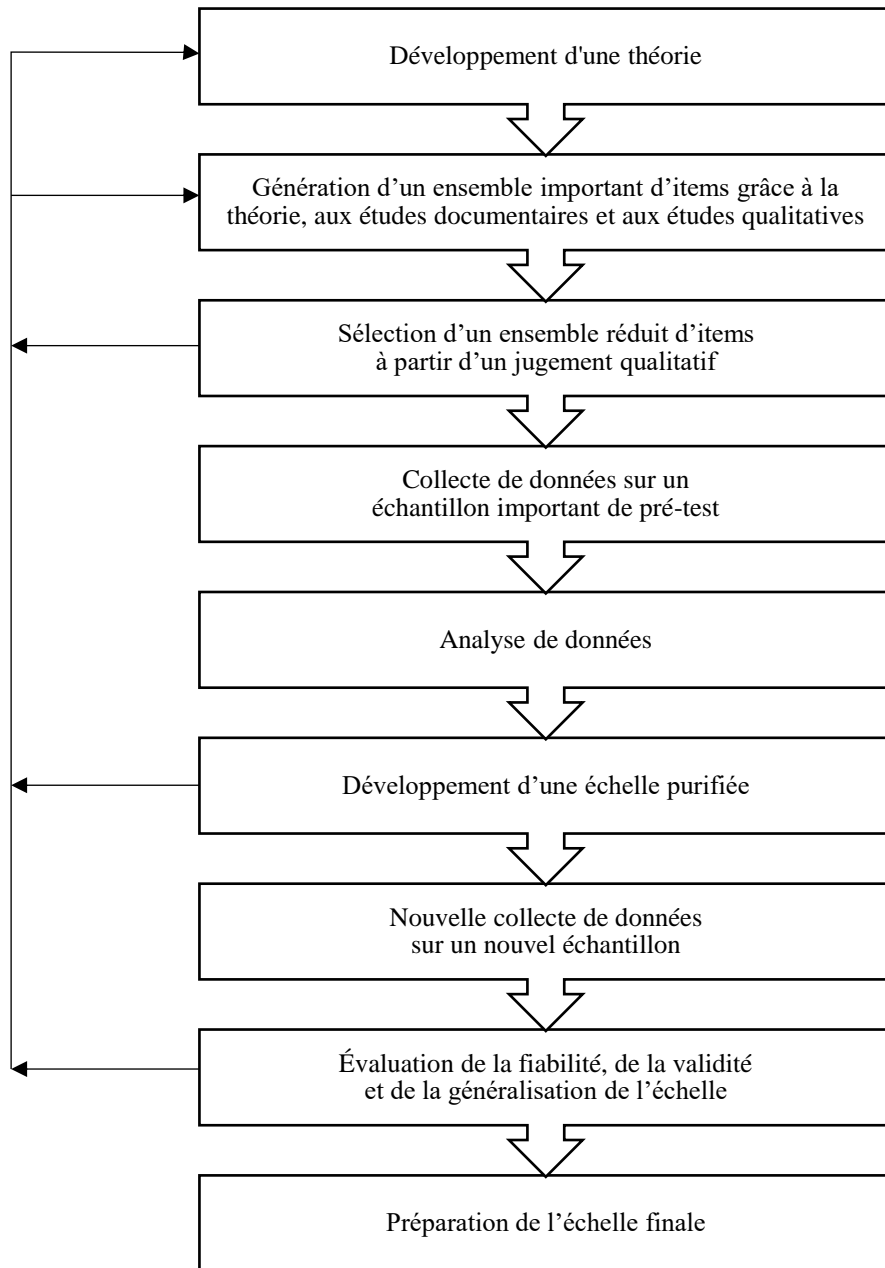 Développement d'une théorie
Génération d’un ensemble important d’items grâce à la
théorie, aux études documentaires et aux études qualitatives
Sélection d’un ensemble réduit d’items
à partir d’un jugement qualitatif
Collecte de données sur un
échantillon important de pré-test
Analyse de données
Développement d’une échelle purifiée
Nouvelle collecte de données
sur un nouvel échantillon
Évaluation de la fiabilité, de la validité
et de la généralisation de l’échelle
Préparation de l’échelle finale